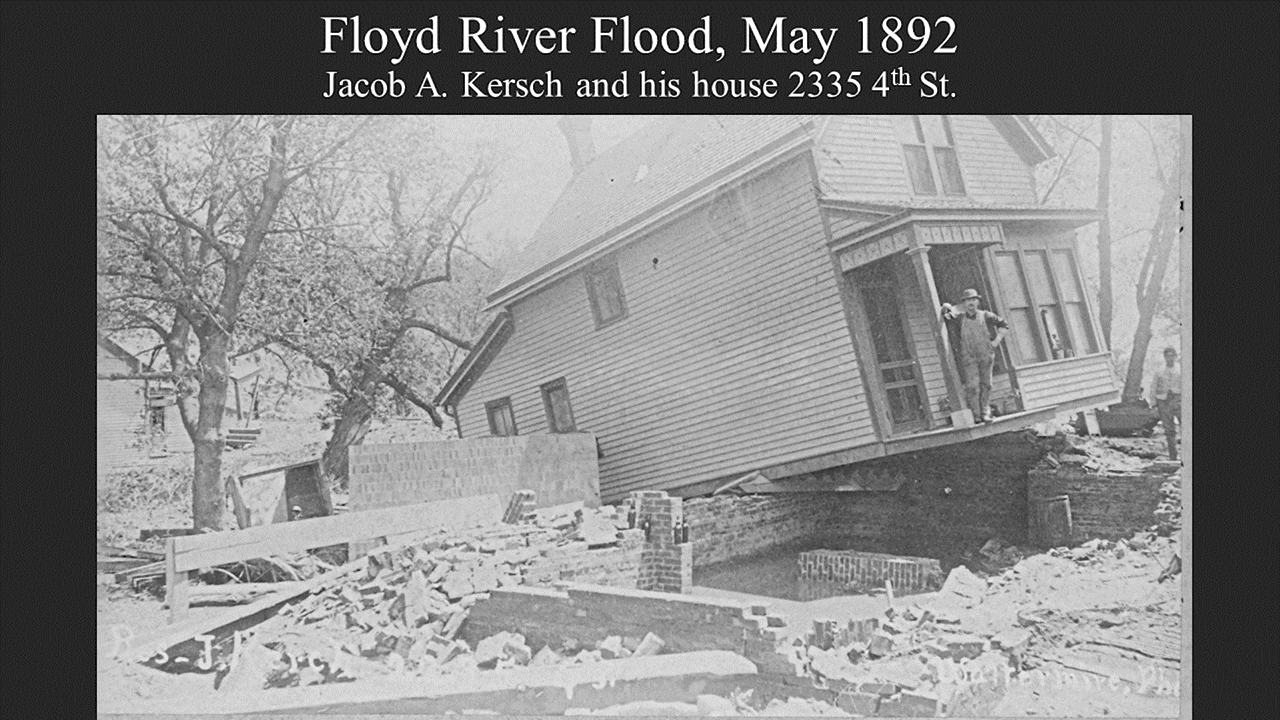 Floyd River Flood, May 1892
Jacob A. Kersch and his house 2335 4th St.